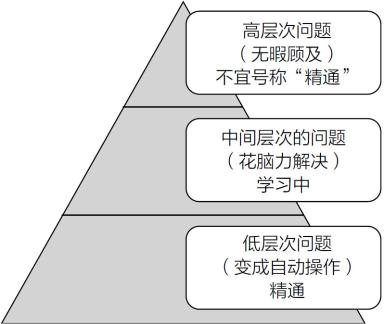 高层次问题
（无暇顾及）
不宜号称“精通”
中间层次的问题
（花脑力解决）
学习中
低层次问题
（变成自动操作）
精通